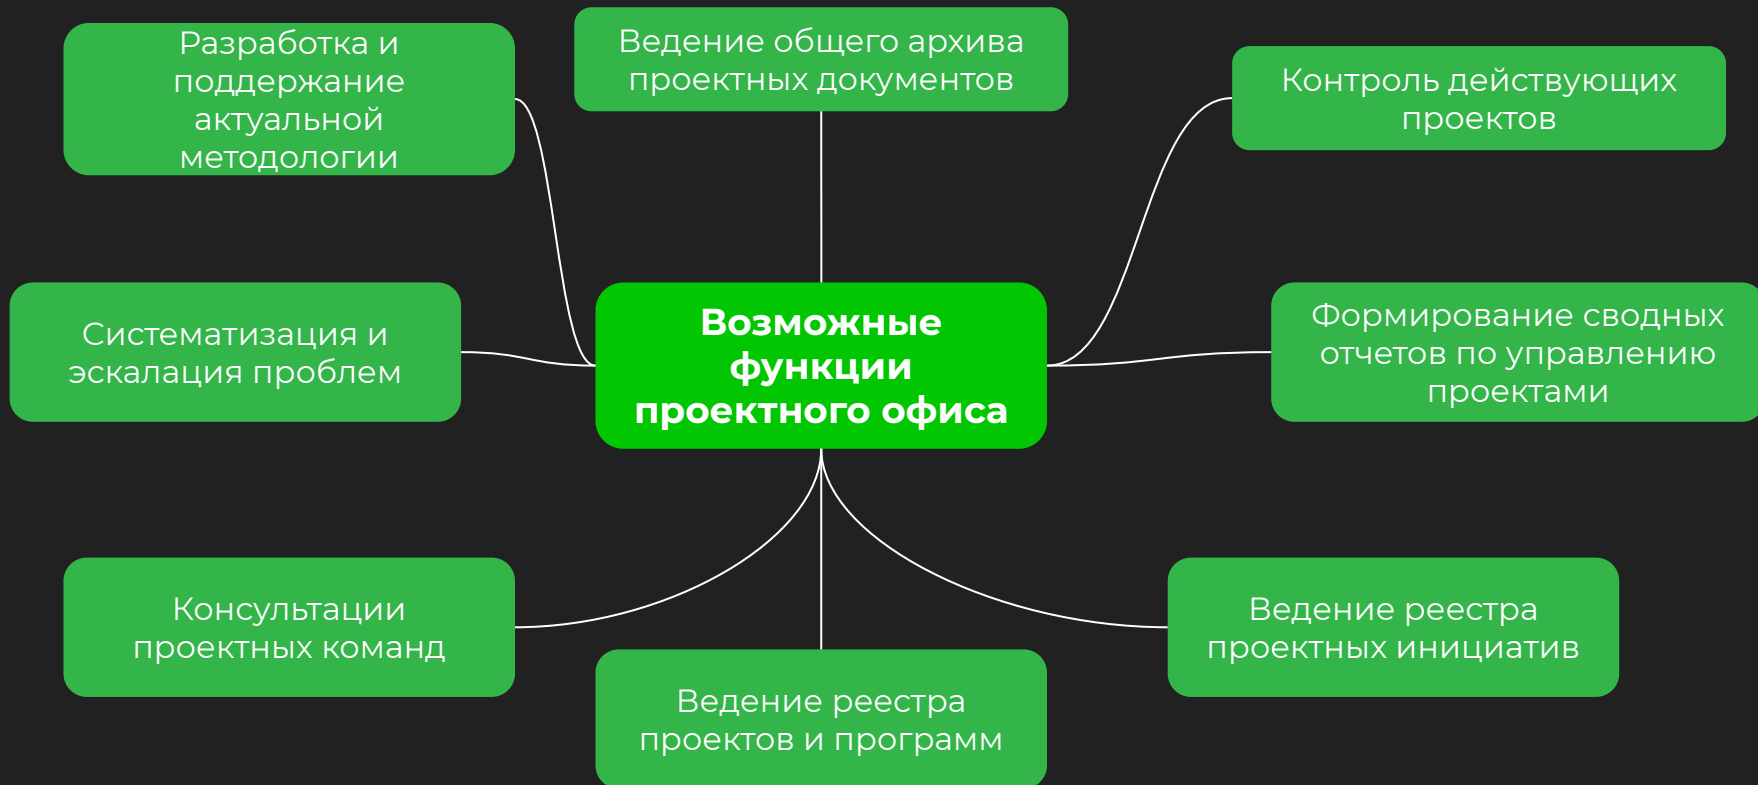 Разработка и
поддержание
актуальной
методологии
Ведение общего архива
проектных документов
Контроль действующих
проектов
Систематизация и
эскалация проблем
Возможные
функции
проектного офиса
Формирование сводных
отчетов по управлению
проектами
Консультации
проектных команд
Ведение реестра
проектов и программ
Ведение реестра
проектных инициатив